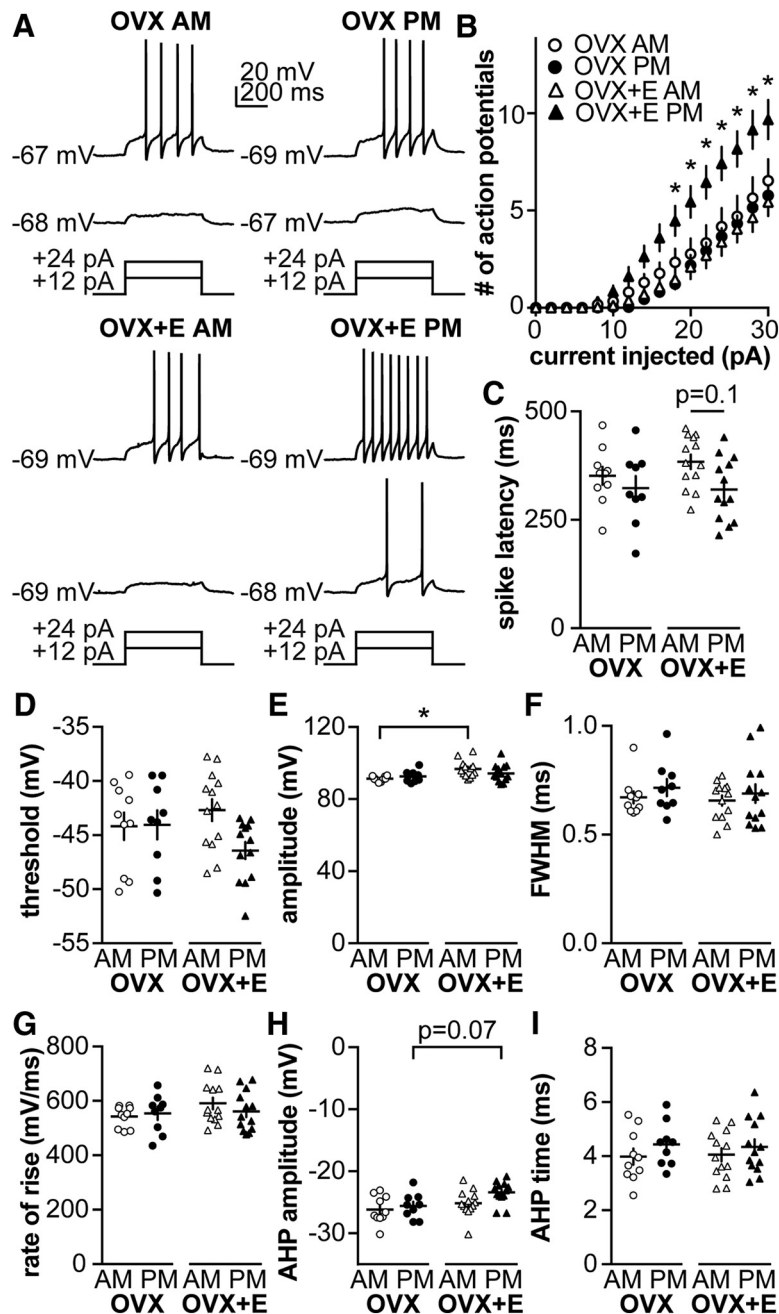 A
OVX AM
OVX PM
20 mV
200 ms
-67 mV
-69 mV
-68 mV
-67 mV
+24 pA
+12 pA
+24 pA
+12 pA
OVX+E AM
OVX+E PM
-69 mV
-69 mV
-69 mV
-68 mV
+24 pA
+12 pA
+24 pA
+12 pA
B
OVX AM
OVX PM
OVX+E AM
OVX+E PM
# of action potentials
10
5
0
* * * * * * *
0 10 20 30
current injected (pA)
C
p=0.1
spike latency (ms)
500
250
0
AM PM AM PM
OVX OVX+E
D
threshold (mV)
-35
-40
-45
-50
-55
AM PM AM PM
OVX OVX+E
E
*
amplitude (mV)
120
80
40
0
AM PM AM PM
OVX OVX+E
F
FWHM (ms)
1.0
0.5
0.0
AM PM AM PM
OVX OVX+E
G
rate of rise (mV/ms)
800
600
400
200
0
AM PM AM PM
OVX OVX+E
H
p=0.07
AHP amplitude (mV)
0
-10
-20
-30
AM PM AM PM
OVX OVX+E
I
AHP time (ms)
8
6
4
2
0
AM PM AM PM
OVX OVX+E